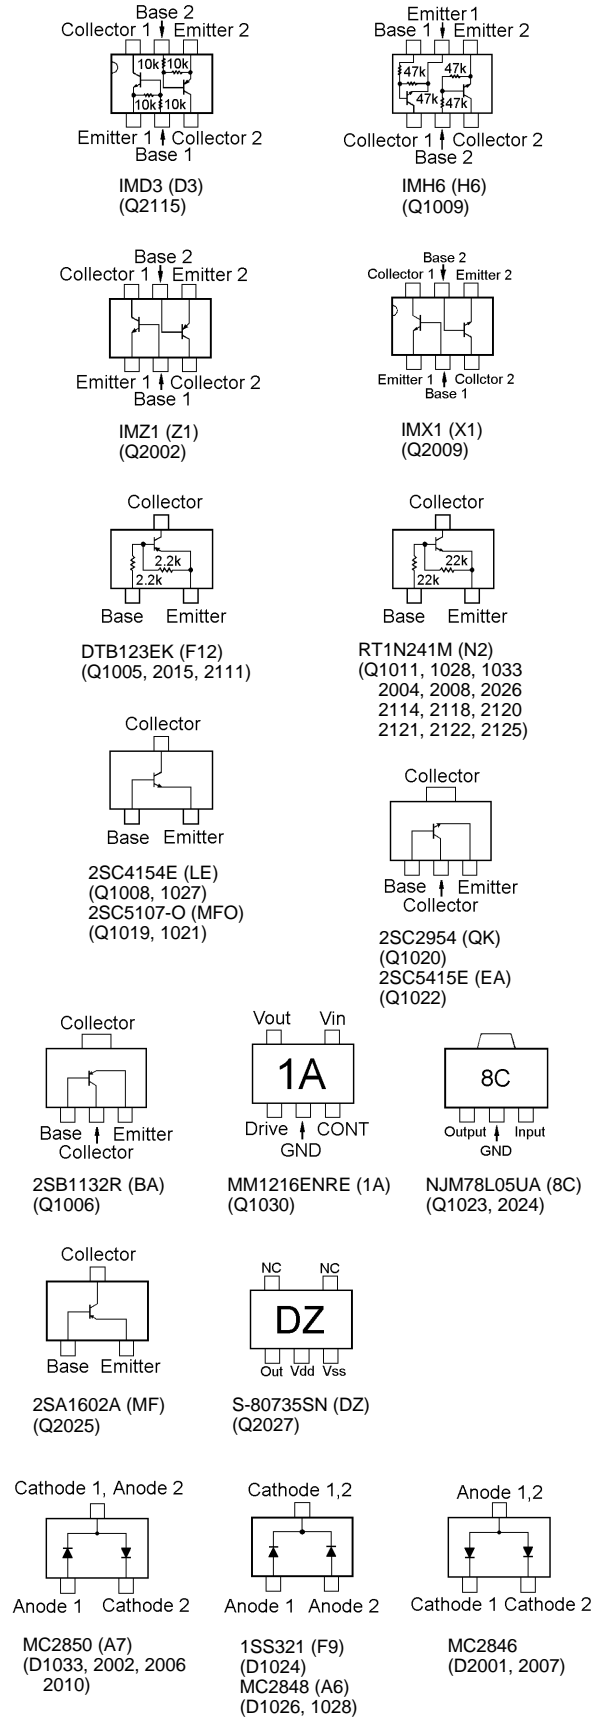 Base 2
Collector 1 Emitter 2
10k 10k
10k 10k
Emitter 1 Collector 2
Base 1
IMD3 (D3)
(Q2115)
Emitter 1
Base 1 Emitter 2
47k 47k
47k 47k
Collector 1 Collector 2
Base 2
IMH6 (H6)
(Q1009)
Base 2
Collector 1 Emitter 2
Emitter 1 Collector 2
Base 1
IMZ1 (Z1)
(Q2002)
Base 2
Collector 1 Emitter 2
Emitter 1 Collctor 2
Base 1
IMX1 (X1)
(Q2009)
Collector
2.2k
2.2k
Base Emitter
DTB123EK (F12)
(Q1005, 2015, 2111)
Collector
22k
22k
Base Emitter
RT1N241M (N2)
(Q1011, 1028, 1033
2004, 2008, 2026
2114, 2118, 2120
2121, 2122, 2125)
Collector
Base Emitter
2SC4154E (LE)
(Q1008, 1027)
2SC5107-O (MFO)
(Q1019, 1021)
Collector
Base Emitter
Collector
2SC2954 (QK)
(Q1020)
2SC5415E (EA)
(Q1022)
Collector
Base Emitter
Collector
2SB1132R (BA)
(Q1006)
Vout Vin
1A
Drive CONT
GND
MM1216ENRE (1A)
(Q1030)
8C
Output Input
GND
NJM78L05UA (8C)
(Q1023, 2024)
Collector
Base Emitter
2SA1602A (MF)
(Q2025)
NC NC
DZ
Out Vdd Vss
S-80735SN (DZ)
(Q2027)
Cathode 1, Anode 2
Anode 1 Cathode 2
MC2850 (A7)
(D1033, 2002, 2006
2010)
Cathode 1,2
Anode 1 Anode 2
1SS321 (F9)
(D1024)
MC2848 (A6)
(D1026, 1028)
Anode 1,2
Cathode 1 Cathode 2
MC2846
(D2001, 2007)